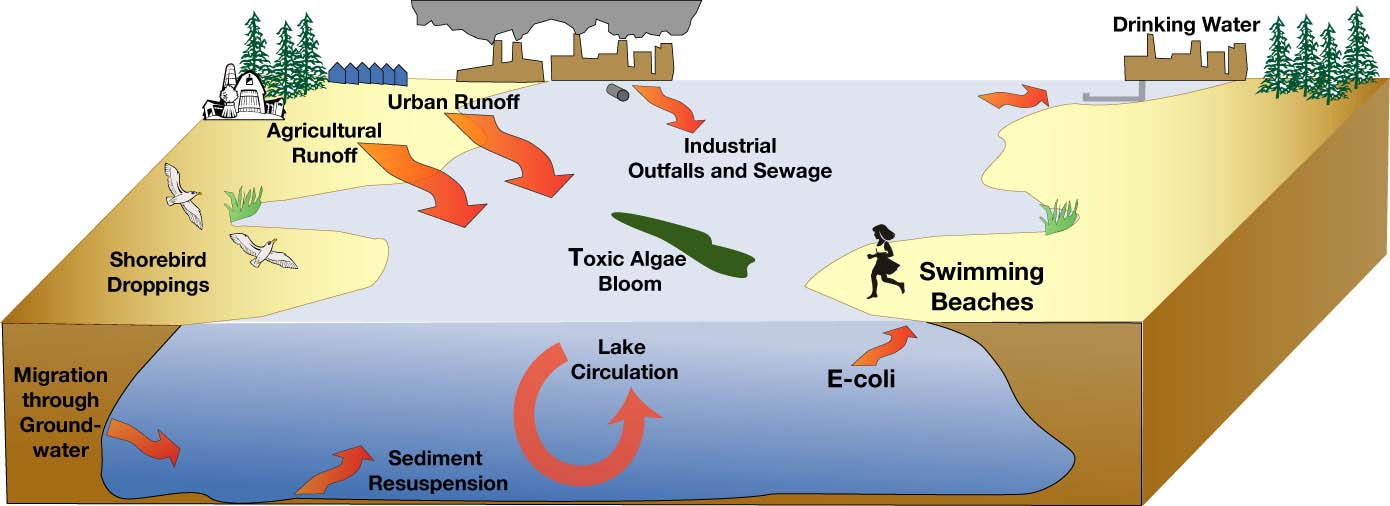 Drinking Water
Urban Runoff
Agricultural
Runoff
Industrial
Outfalls and Sewage
Shorebird
Droppings
Toxic Algae
Bloom
Swimming
Beaches
Lake
Circulation
E-coli
Migration
through
Ground-
water
Sediment
Resuspension